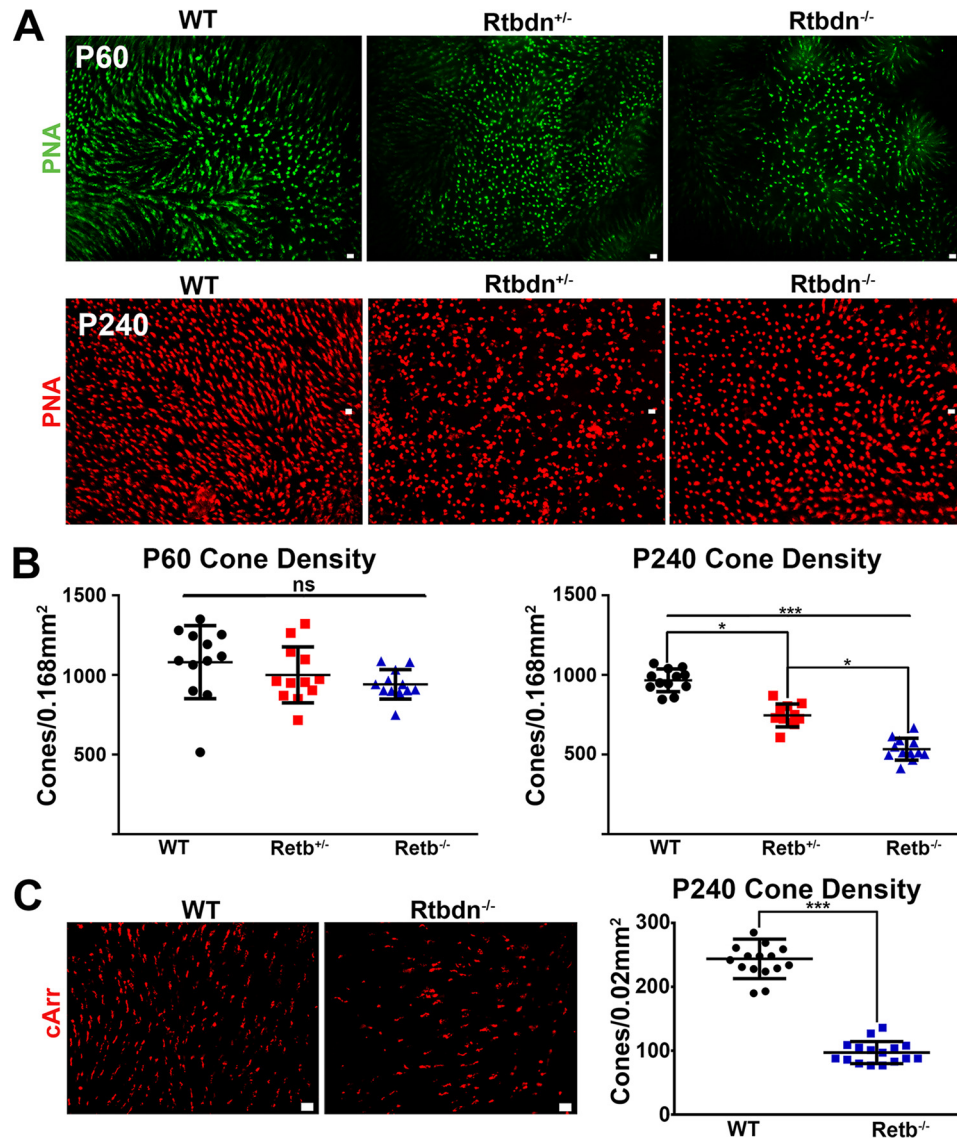 A
WT Rtbdn+/- Rtbdn-/-
P60
PNA
WT Rtbdn+/- Rtbdn-/-
P240
PNA
B
P60 Cone Density
ns
Cones/0.168mm²
1500
1000
500
WT Retb+/- Retb-/-
P240 Cone Density
***
*
*
Cones/0.168mm²
1500
1000
500
WT Retb+/- Retb-/-
C
WT Rtbdn-/-
cArr
P240 Cone Density
***
Cones/0.02mm²
300
200
100
0
WT Retb-/-